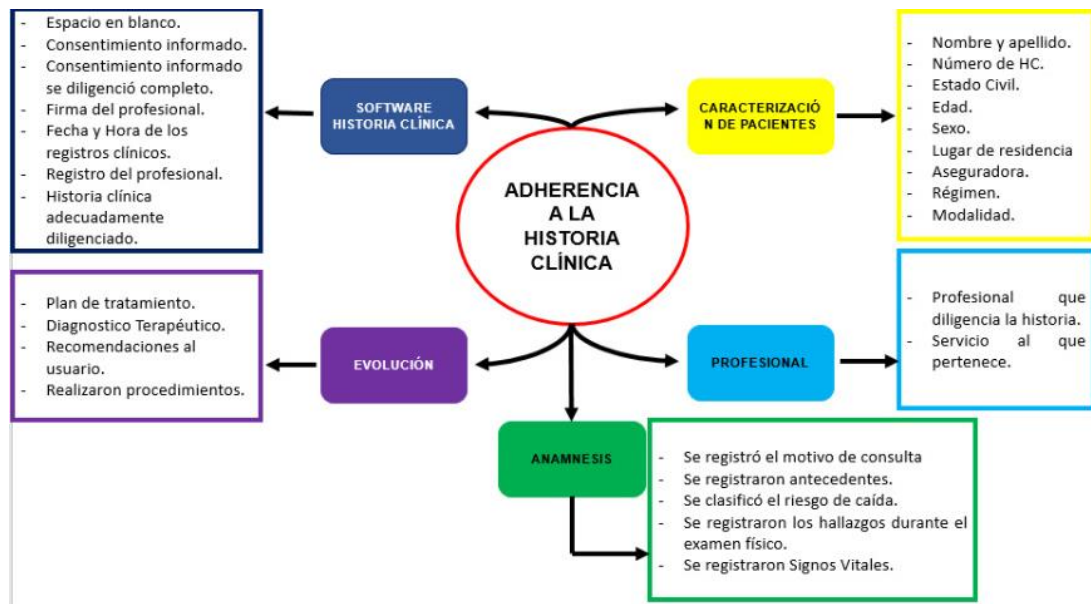 - Espacio en blanco.
- Consentimiento informado.
- Consentimiento informado
se diligenció completo.
- Firma del profesional.
- Fecha y Hora de los
registros clínicos.
- Registro del profesional.
- Historia clínica
adecuadamente
diligenciado.
SOFTWARE
HISTORIA CLÍNICA
CARACTERIZACIÓ
N DE PACIENTES
- Nombre y apellido.
- Número de HC.
- Estado Civil.
- Edad.
- Sexo.
- Lugar de residencia
- Aseguradora.
- Régimen.
- Modalidad.
ADHERENCIA
A LA
HISTORIA
CLÍNICA
- Plan de tratamiento.
- Diagnostico Terapéutico.
- Recomendaciones al
usuario.
- Realizaron procedimientos.
EVOLUCIÓN
PROFESIONAL
- Profesional que
diligencia la historia.
- Servicio al que
pertenece.
ANAMNESIS
- Se registró el motivo de consulta
- Se registraron antecedentes.
- Se clasificó el riesgo de caída.
- Se registraron los hallazgos durante el
examen físico.
- Se registraron Signos Vitales.